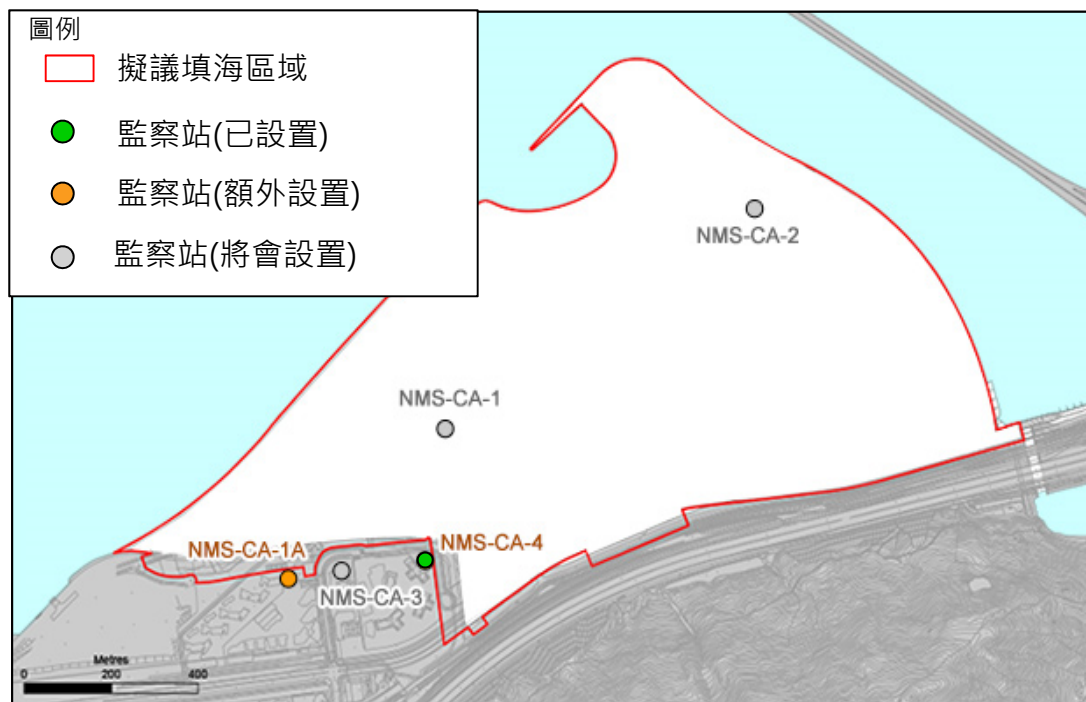 圖例
擬議填海區域
監察站(已設置)
監察站(額外設置)
監察站(將會設置)
NMS-CA-2
NMS-CA-1
NMS-CA-1A
NMS-CA-4
NMS-CA-3
Metres
0 200 400